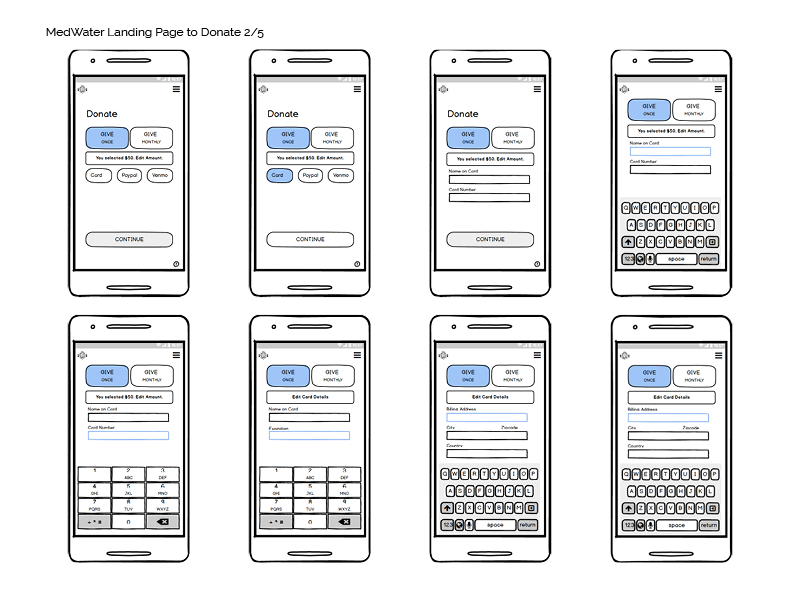 MedWater Landing Page to Donate 2/5
Donate
GIVE ONCE GIVE MONTHLY
You selected $50. Edit Amount.
Card Paypal Venmo
CONTINUE
Donate
GIVE ONCE GIVE MONTHLY
You selected $50. Edit Amount.
Card Paypal Venmo
CONTINUE
Donate
GIVE ONCE GIVE MONTHLY
You selected $50. Edit Amount.
Name on Card
Card Number
CONTINUE
GIVE ONCE GIVE MONTHLY
You selected $50. Edit Amount.
Name on Card
Card Number
Q W E R T Y U I O P
A S D F G H J K L
Z X C V B N M
123 space return
GIVE ONCE GIVE MONTHLY
You selected $50. Edit Amount.
Name on Card
Card Number
1 2 ABC 3 DEF
4 GHI 5 JKL 6 MNO
7 PQRS 8 TUV 9 WXYZ
+ * # 0
GIVE ONCE GIVE MONTHLY
Edit Card Details
Name on Card
Expiration
1 2 ABC 3 DEF
4 GHI 5 JKL 6 MNO
7 PQRS 8 TUV 9 WXYZ
+ * # 0
GIVE ONCE GIVE MONTHLY
Edit Card Details
Billing Address
City Zipcode
Country
Q W E R T Y U I O P
A S D F G H J K L
Z X C V B N M
123 space return
GIVE ONCE GIVE MONTHLY
Edit Card Details
Billing Address
City Zipcode
Country
Q W E R T Y U I O P
A S D F G H J K L
Z X C V B N M
123 space return